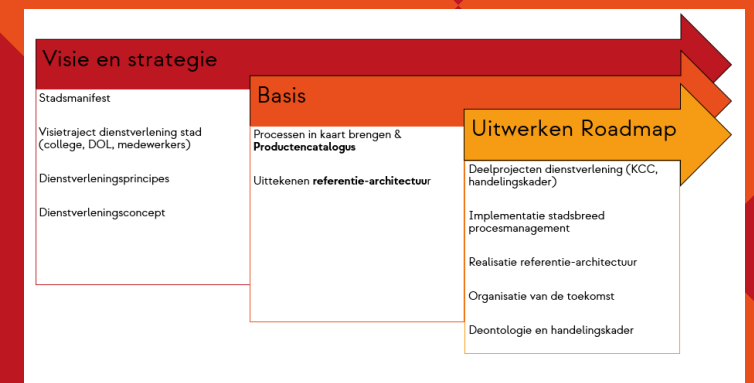 Visie en strategie
Stadsmanifest
Visietraject dienstverlening stad
(college, DOL, medewerkers)
Dienstverleningsprincipes
Dienstverleningsconcept
Basis
Processen in kaart brengen &
Productencatalogus
Uittekenen referentie-architectuur
Uitwerken Roadmap
Deelprojecten dienstverlening (KCC,
handelingskader)
Implementatie stadsbreed
procesmanagement
Realisatie referentie-architectuur
Organisatie van de toekomst
Deontologie en handelingskader